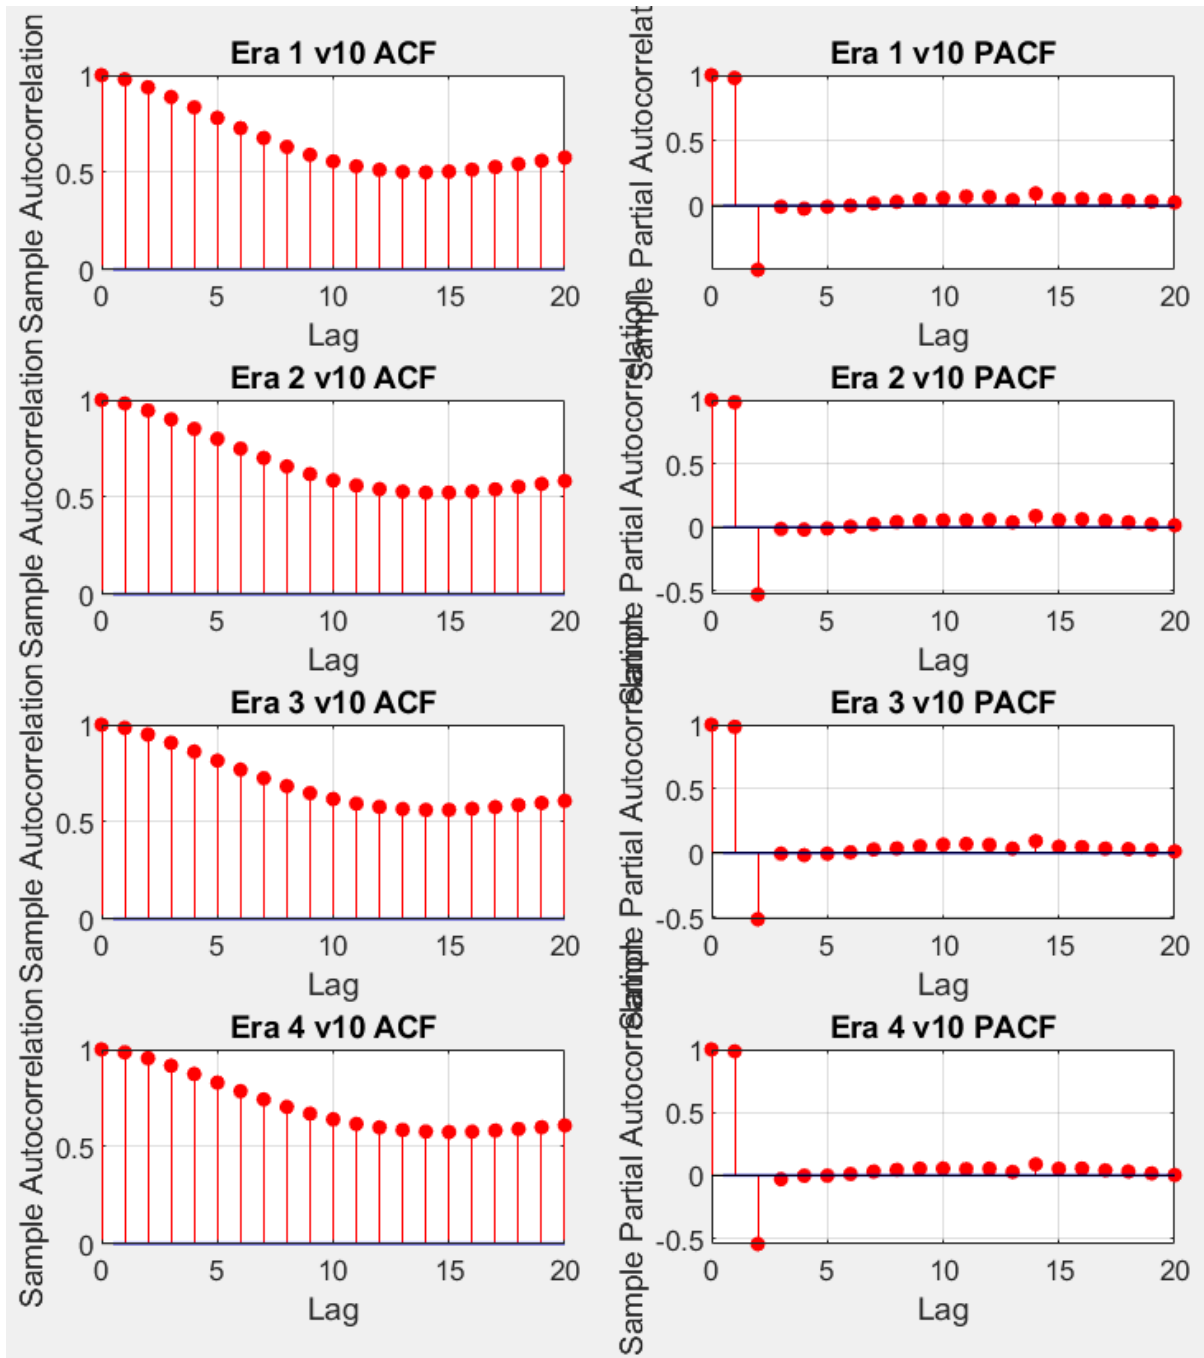 Era 1 v10 ACF
Sample Autocorrelation
1
0.5
0
0 5 10 15 20
Lag
Era 1 v10 PACF
Sample Partial Autocorrelat
1
0.5
0
0 5 10 15 20
Lag
Era 2 v10 ACF
Sample Autocorrelation
1
0.5
0
0 5 10 15 20
Lag
Era 2 v10 PACF
Sample Partial Autocorrelation
1
0.5
0
-0.5
0 5 10 15 20
Lag
Era 3 v10 ACF
Sample Autocorrelation
1
0.5
0
0 5 10 15 20
Lag
Era 3 v10 PACF
Sample Partial Autocorrelation
1
0.5
0
-0.5
0 5 10 15 20
Lag
Era 4 v10 ACF
Sample Autocorrelation
1
0.5
0
0 5 10 15 20
Lag
Era 4 v10 PACF
Sample Partial Autocorrelation
1
0.5
0
-0.5
0 5 10 15 20
Lag